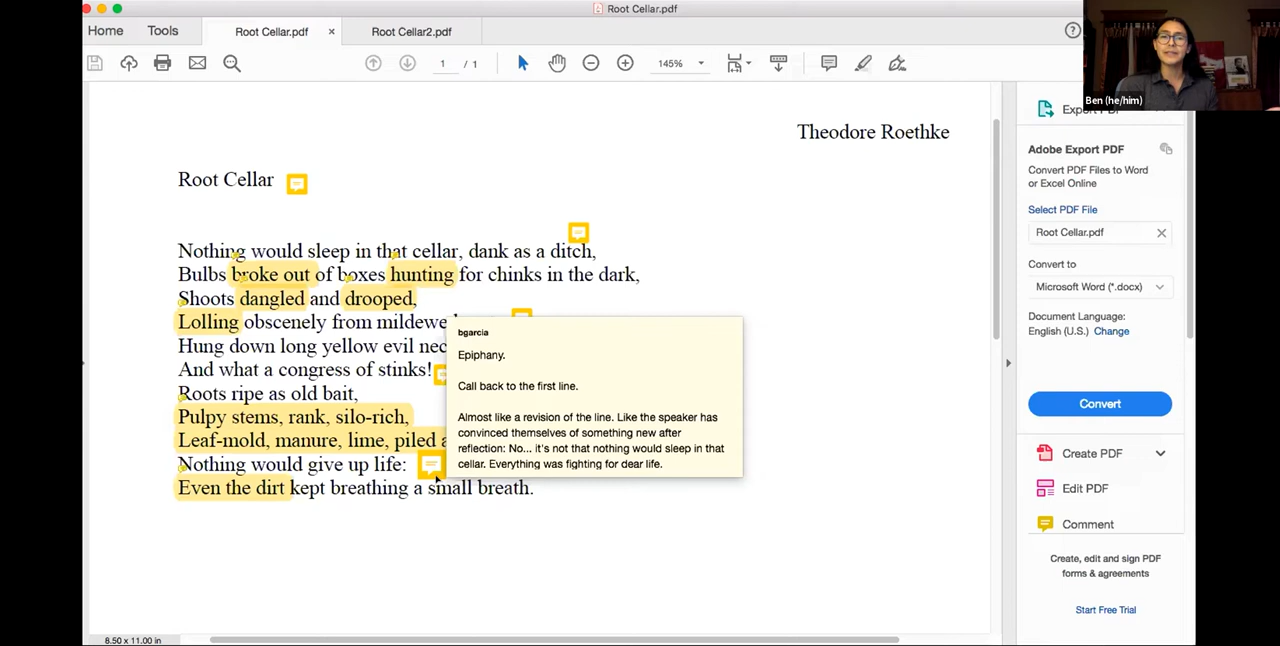 Root Cellar.pdf
Home
Tools
Root Cellar.pdf
Root Cellar2.pdf
1 / 1
145%
Ben (he/him)
Theodore Roethke
Root Cellar
Nothing would sleep in that cellar, dank as a ditch,
Bulbs broke out of boxes hunting for chinks in the dark,
Shoots dangled and drooped,
Lolling obscenely from
Hung down long yellow evil
And what a congress of stinks!
Roots ripe as old bait,
Pulpy stems, rank, silo-rich,
Leaf-mold, manure, lime, piled
Nothing would give up life:
Even the dirt kept breathing a small breath.
bgarcia
Epiphany.
Call back to the first line.
Almost like a revision of the line. Like the speaker has
convinced themselves of something new after
reflection: No... it's not that nothing would sleep in that
cellar. Everything was fighting for dear life.
8.50 x 11.00 in
Export
Adobe Export PDF
Convert PDF Files to Word
or Excel Online
Select PDF File
Root Cellar.pdf
Convert to
Microsoft Word (*.docx)
Document Language:
English (U.S.) Change
Convert
Create PDF
Edit PDF
Comment
Create, edit and sign PDF
forms & agreements
Start Free Trial